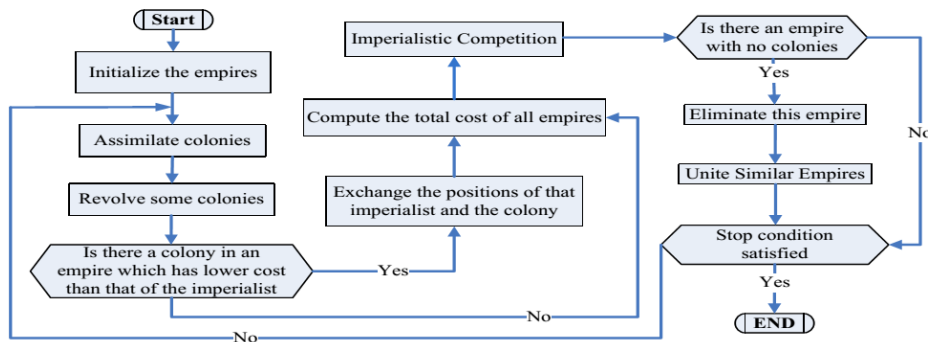 Start
Initialize the empires
Assimilate colonies
Revolve some colonies
Is there a colony in an
empire which has lower cost
than that of the imperialist
Yes
No
Exchange the positions of that
imperialist and the colony
Compute the total cost of all empires
Imperialistic Competition
Is there an empire
with no colonies
Yes
No
Eliminate this empire
Unite Similar Empires
Stop condition
satisfied
Yes
No
END